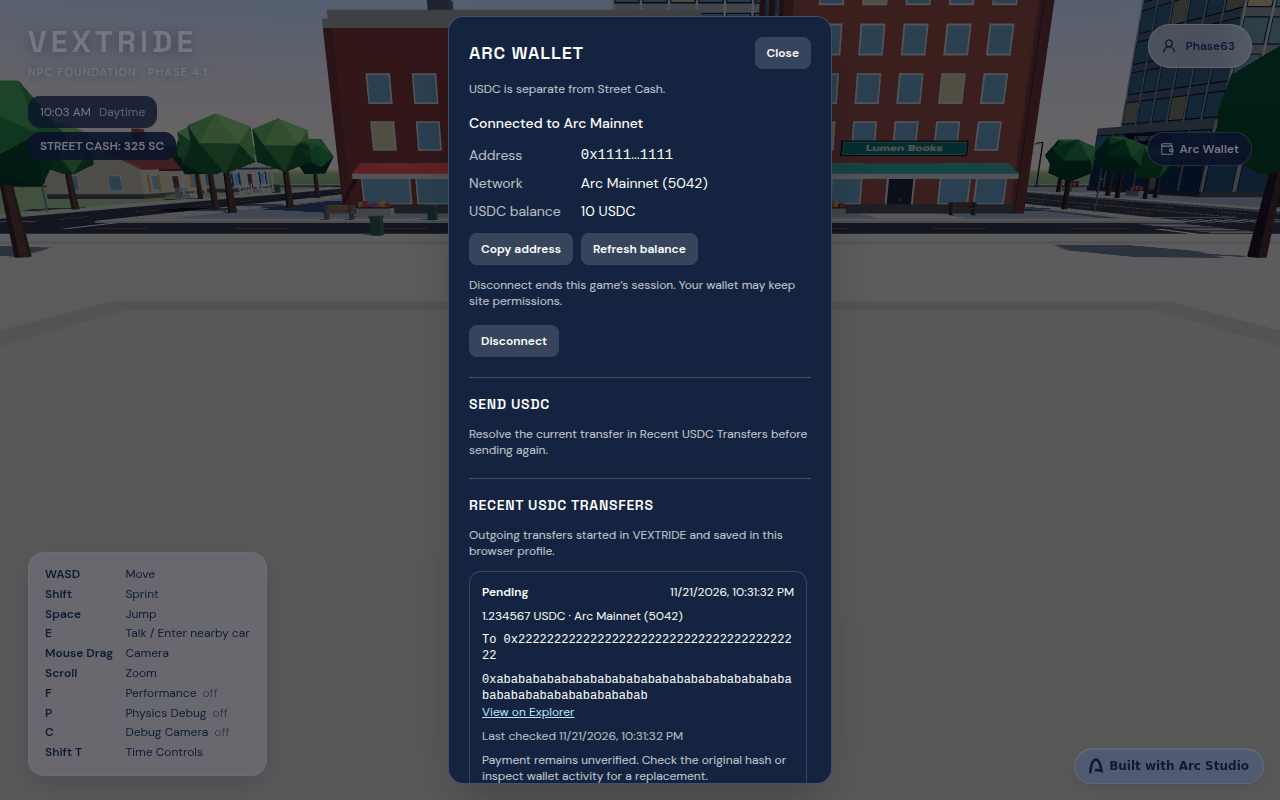 VEXTRIDE
NPC FOUNDATION · PHASE 4.1
10:03 AM Daytime
STREET CASH: 325 SC
Phase63
Arc Wallet
Lumen Books
ARC WALLET
Close
USDC is separate from Street Cash.
Connected to Arc Mainnet
Address 0x1111…1111
Network Arc Mainnet (5042)
USDC balance 10 USDC
Copy address
Refresh balance
Disconnect ends this game’s session. Your wallet may keep
site permissions.
Disconnect
SEND USDC
Resolve the current transfer in Recent USDC Transfers before
sending again.
RECENT USDC TRANSFERS
Outgoing transfers started in VEXTRIDE and saved in this
browser profile.
Pending 11/21/2026, 10:31:32 PM
1.234567 USDC · Arc Mainnet (5042)
To 0x22222222222222222222222222222222222222
22
0xabababababababababababababababababababa
bababababababababababab
View on Explorer
Last checked 11/21/2026, 10:31:32 PM
Payment remains unverified. Check the original hash or
inspect wallet activity for a replacement.
WASD Move
Shift Sprint
Space Jump
E Talk / Enter nearby car
Mouse Drag Camera
Scroll Zoom
F Performance off
P Physics Debug off
C Debug Camera off
Shift T Time Controls
Built with Arc Studio